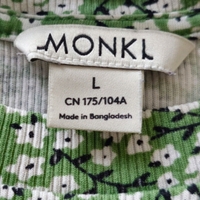 MONKI
L
CN 175/104A
Made in Bangladesh